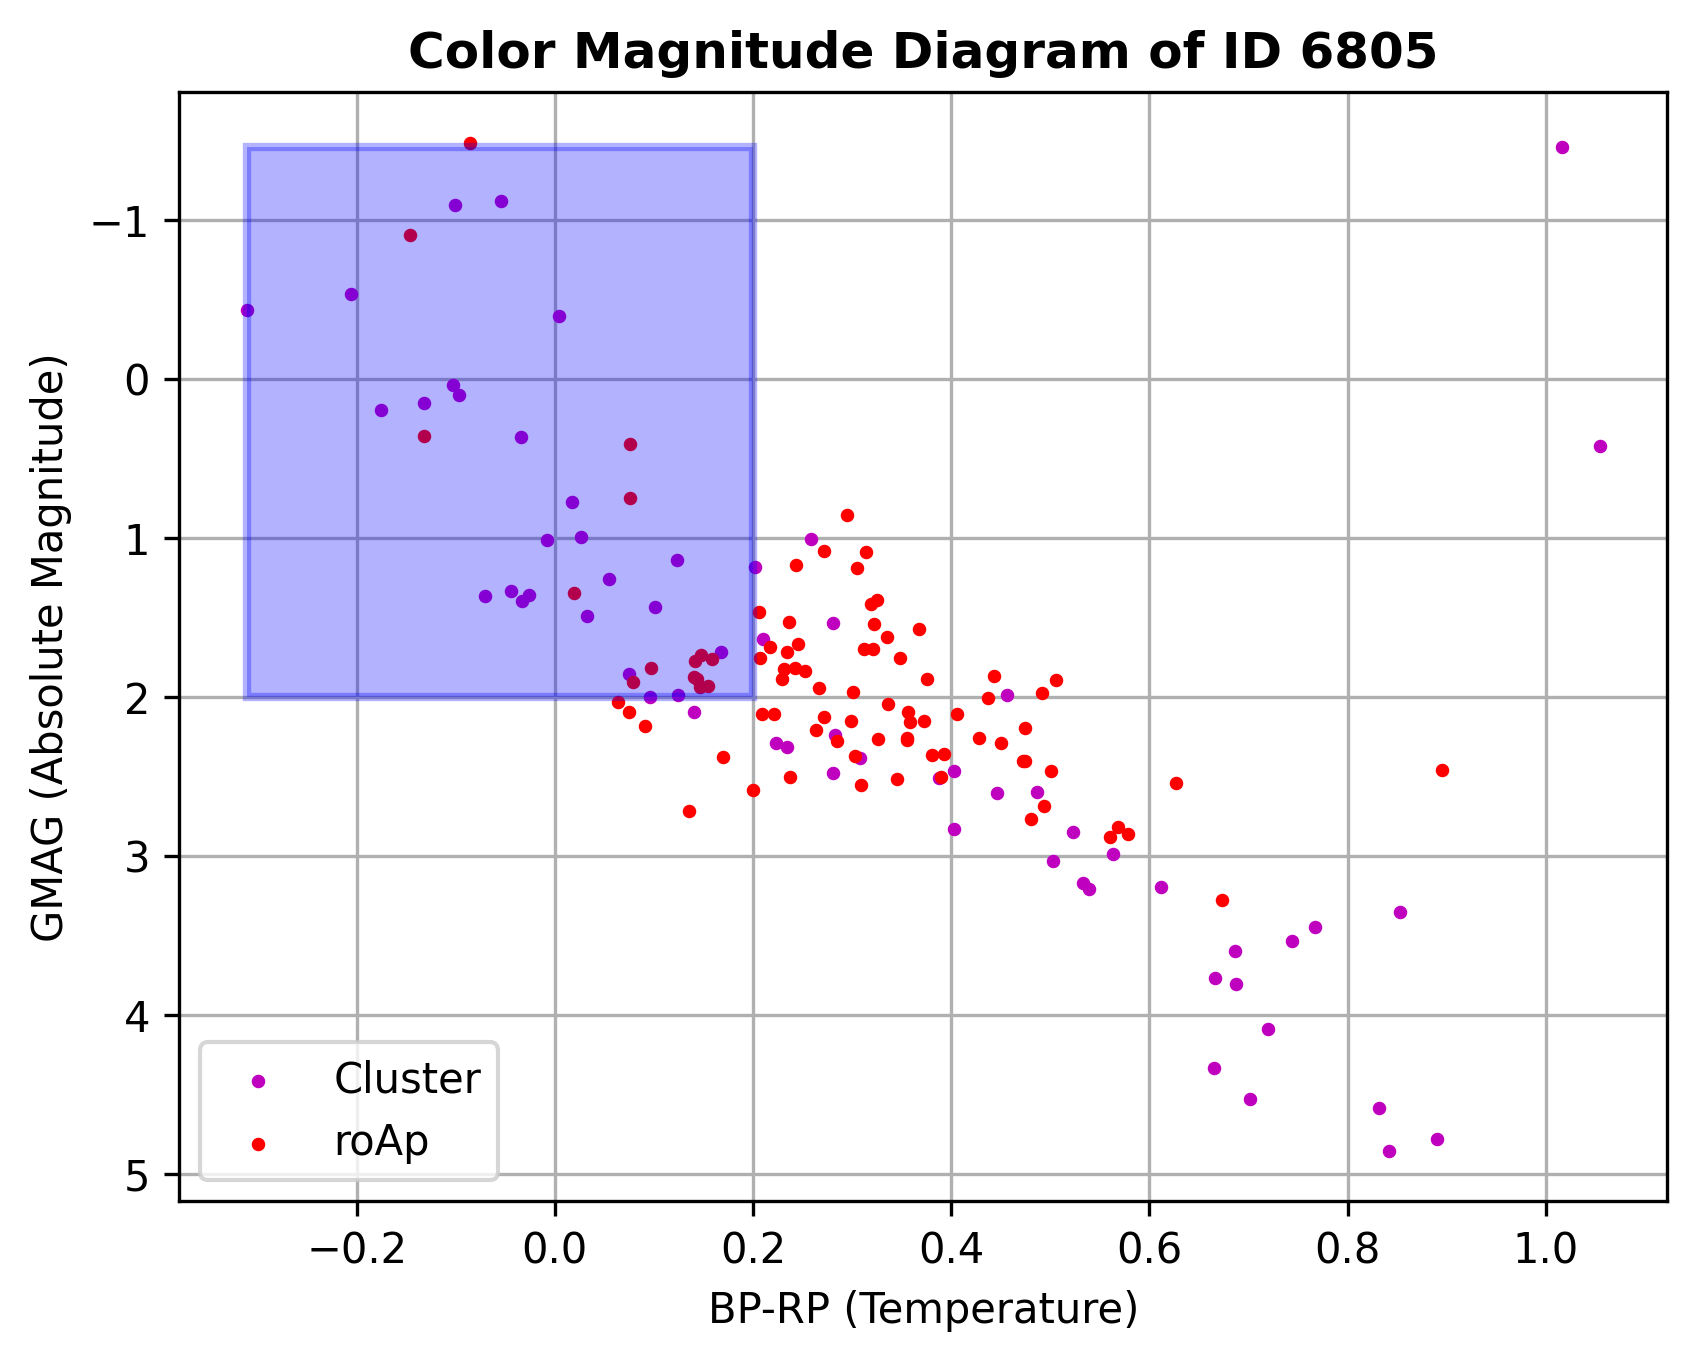 Color Magnitude Diagram of ID 6805
GMAG (Absolute Magnitude)
−1
0
1
2
3
4
5
Cluster
roAp
−0.2 0.0 0.2 0.4 0.6 0.8 1.0
BP-RP (Temperature)